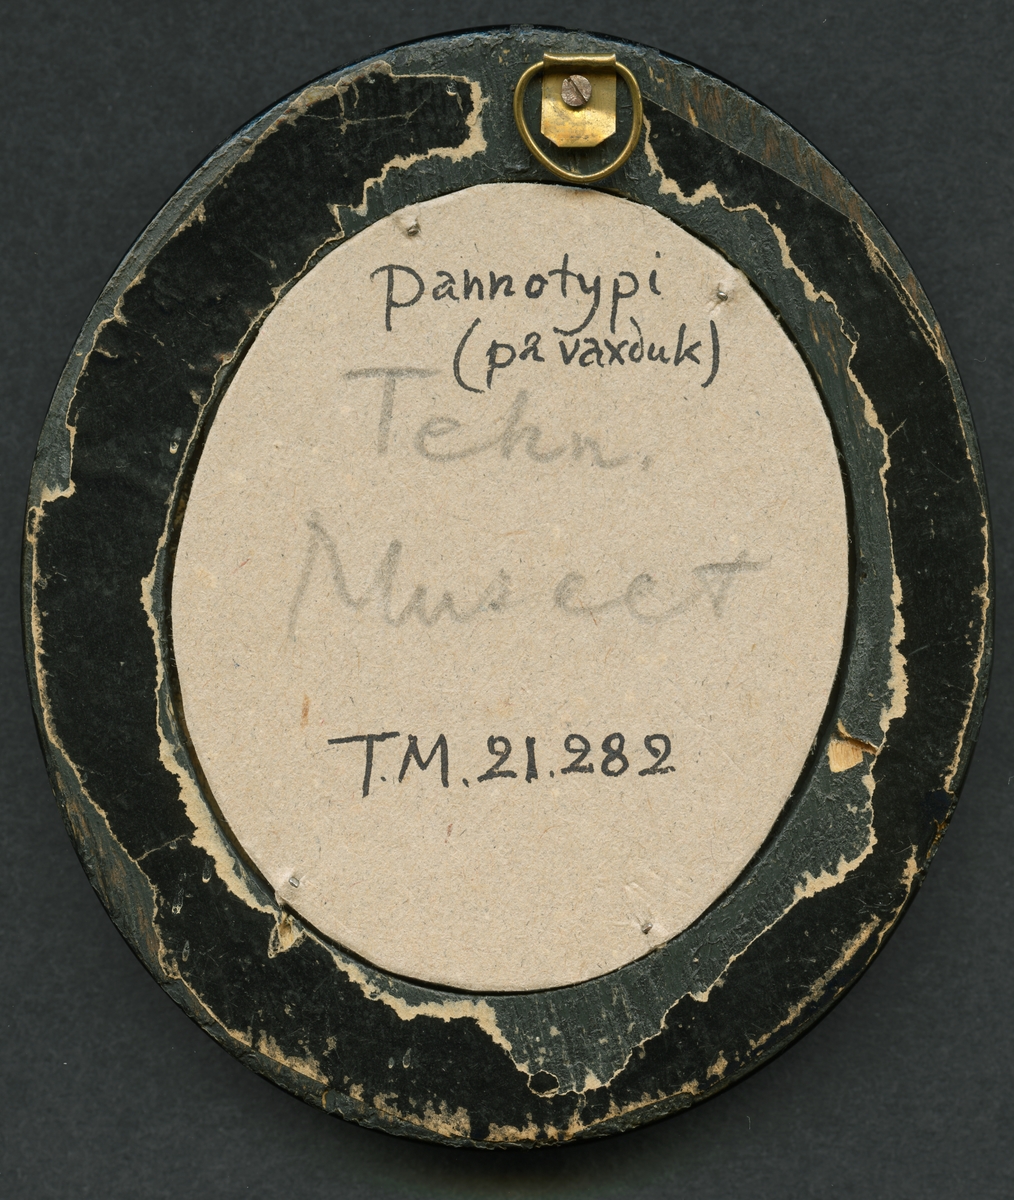 Pannotypi
(på vaxduk)
Tekn.
Museet
T.M.21.282